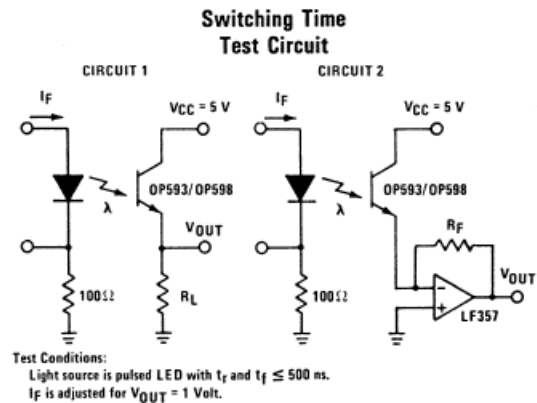 Switching Time
Test Circuit
CIRCUIT 1
CIRCUIT 2
IF
VCC = 5 V
OP593/OP598
λ
VOUT
100Ω
RL
IF
VCC = 5 V
OP593/OP598
λ
RF
VOUT
100Ω
-
+
LF357
Test Conditions:
Light source is pulsed LED with tr and tf ≤ 500 ns.
IF is adjusted for VOUT = 1 Volt.